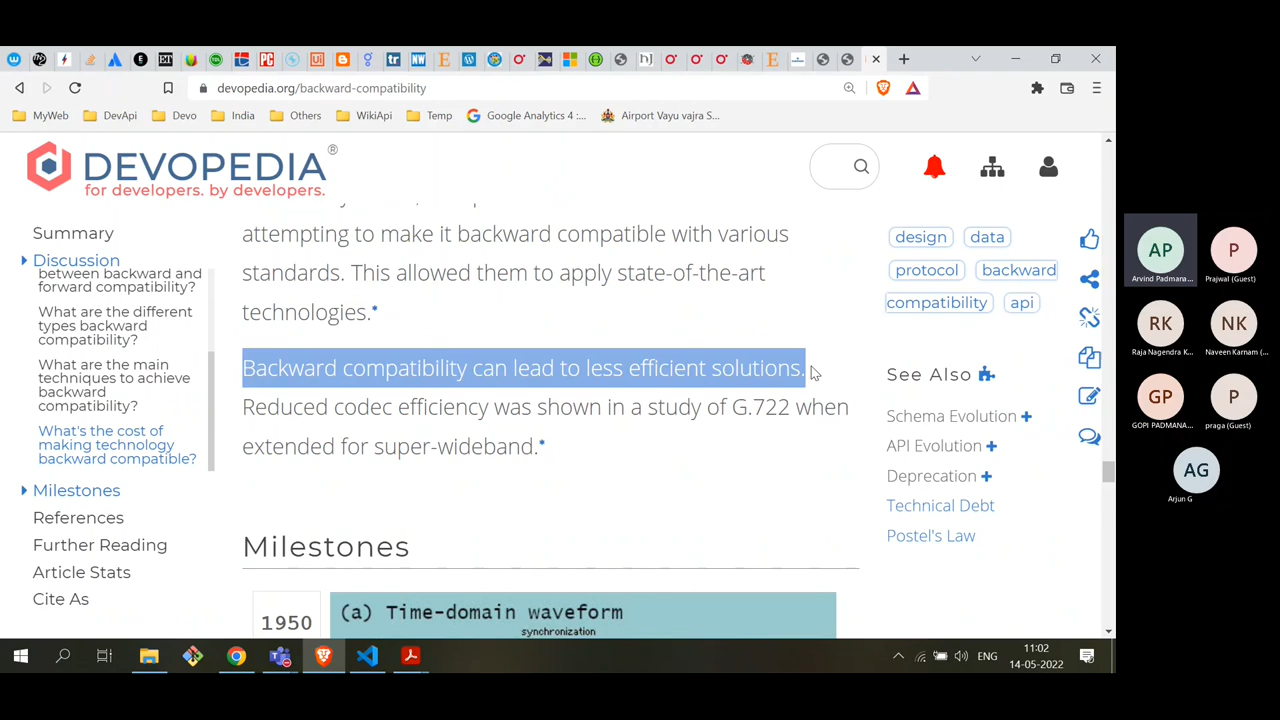 devopedia.org/backward-compatibility
MyWeb
DevApi
Devo
India
Others
WikiApi
Temp
Google Analytics 4 :...
Airport Vayu vajra S...
DEVOPEDIA®
for developers. by developers.
Summary
Discussion
between backward and
forward compatibility?
What are the different
types backward
compatibility?
What are the main
techniques to achieve
backward
compatibility?
What's the cost of
making technology
backward compatible?
Milestones
References
Further Reading
Article Stats
Cite As
attempting to make it backward compatible with various
standards. This allowed them to apply state-of-the-art
technologies.*
Backward compatibility can lead to less efficient solutions.
Reduced codec efficiency was shown in a study of G.722 when
extended for super-wideband.*
Milestones
1950
(a) Time-domain waveform
synchronization
design
data
protocol
backward
compatibility
api
See Also
Schema Evolution +
API Evolution +
Deprecation +
Technical Debt
Postel's Law
AP
Arvind Padmana...
P
Prajwal (Guest)
RK
Raja Nagendra K...
NK
Naveen Karnam (...
GP
GOPI PADMANA...
P
praga (Guest)
AG
Arjun G
ENG
11:02
14-05-2022